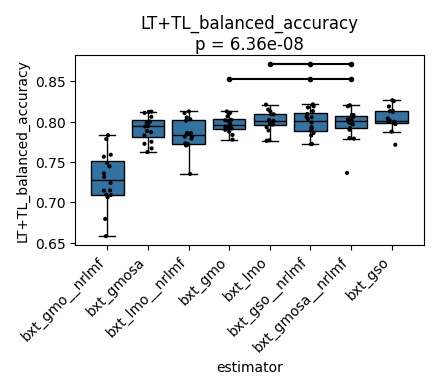 LT+TL_balanced_accuracy
p = 6.36e-08
LT+TL_balanced_accuracy
0.85
0.80
0.75
0.70
0.65
bxt_gmo__nrlmf
bxt_gmosa
bxt_lmo__nrlmf
bxt_gmo
bxt_lmo
bxt_gso__nrlmf
bxt_gmosa__nrlmf
bxt_gso
estimator